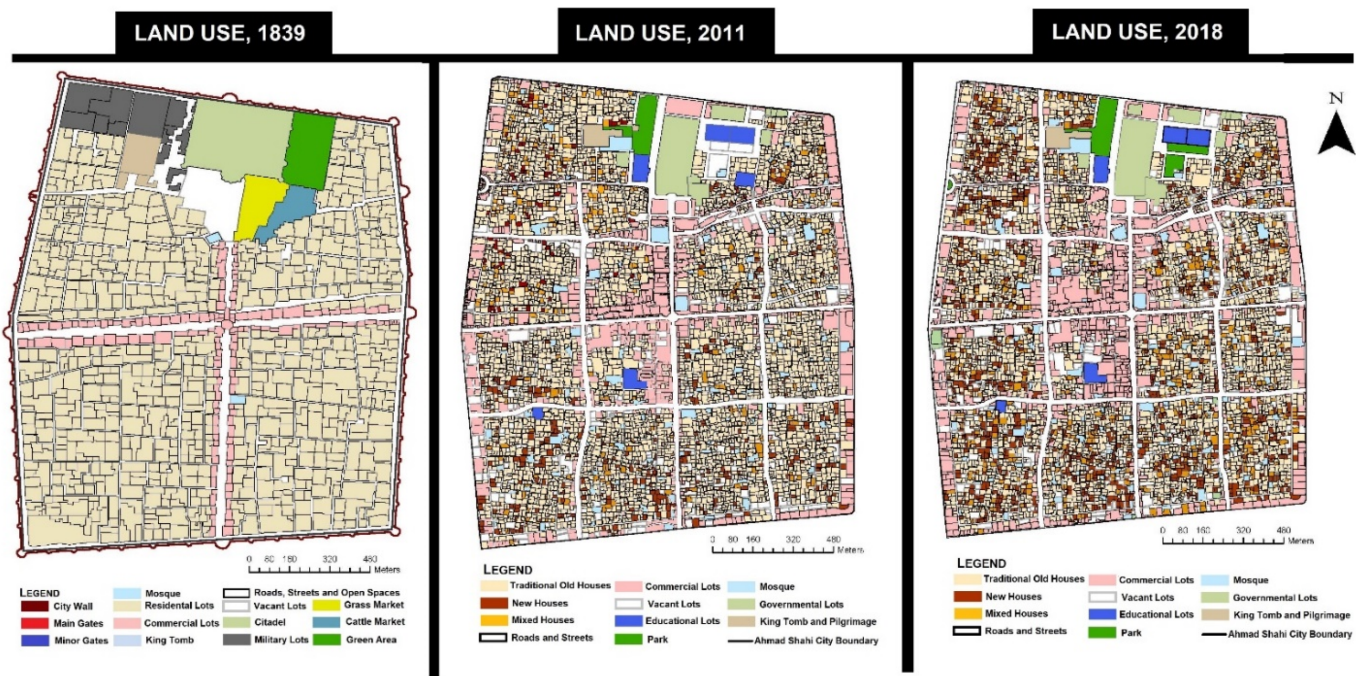 LAND USE, 1839
LAND USE, 2011
LAND USE, 2018
N
0 80 160 320 480
Meters
LEGEND
City Wall
Main Gates
Minor Gates
Mosque
Residental Lots
Commercial Lots
King Tomb
Roads, Streets and Open Spaces
Vacant Lots
Citadel
Military Lots
Grass Market
Cattle Market
Green Area
0 80 160 320 480
Meters
LEGEND
Traditional Old Houses
New Houses
Mixed Houses
Roads and Streets
Commercial Lots
Vacant Lots
Educational Lots
Park
Mosque
Governmental Lots
King Tomb and Pilgrimage
Ahmad Shahi City Boundary
0 80 160 320 480
Meters
LEGEND
Traditional Old Houses
New Houses
Mixed Houses
Roads and Streets
Commercial Lots
Vacant Lots
Educational Lots
Park
Mosque
Governmental Lots
King Tomb and Pilgrimage
Ahmad Shahi City Boundary